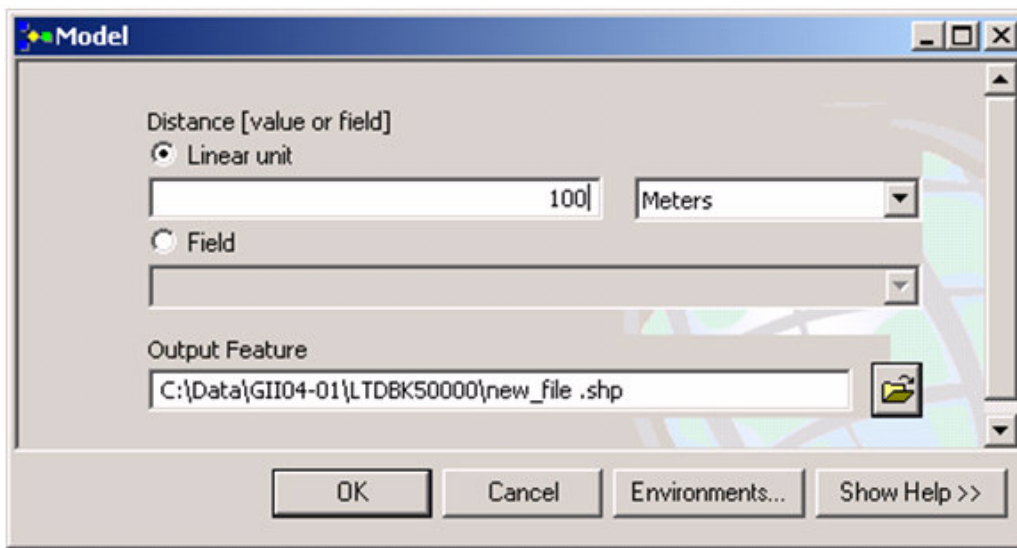 Model
Distance [value or field]
Linear unit
100 Meters
Field
Output Feature
C:\Data\GII04-01\LTDBK50000\new_file .shp
OK Cancel Environments... Show Help >>